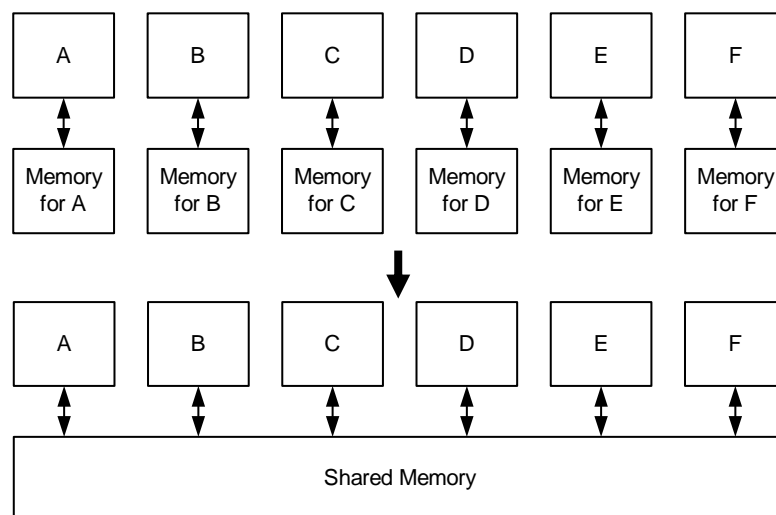 A B C D E F
Memory for A
Memory for B
Memory for C
Memory for D
Memory for E
Memory for F
A B C D E F
Shared Memory